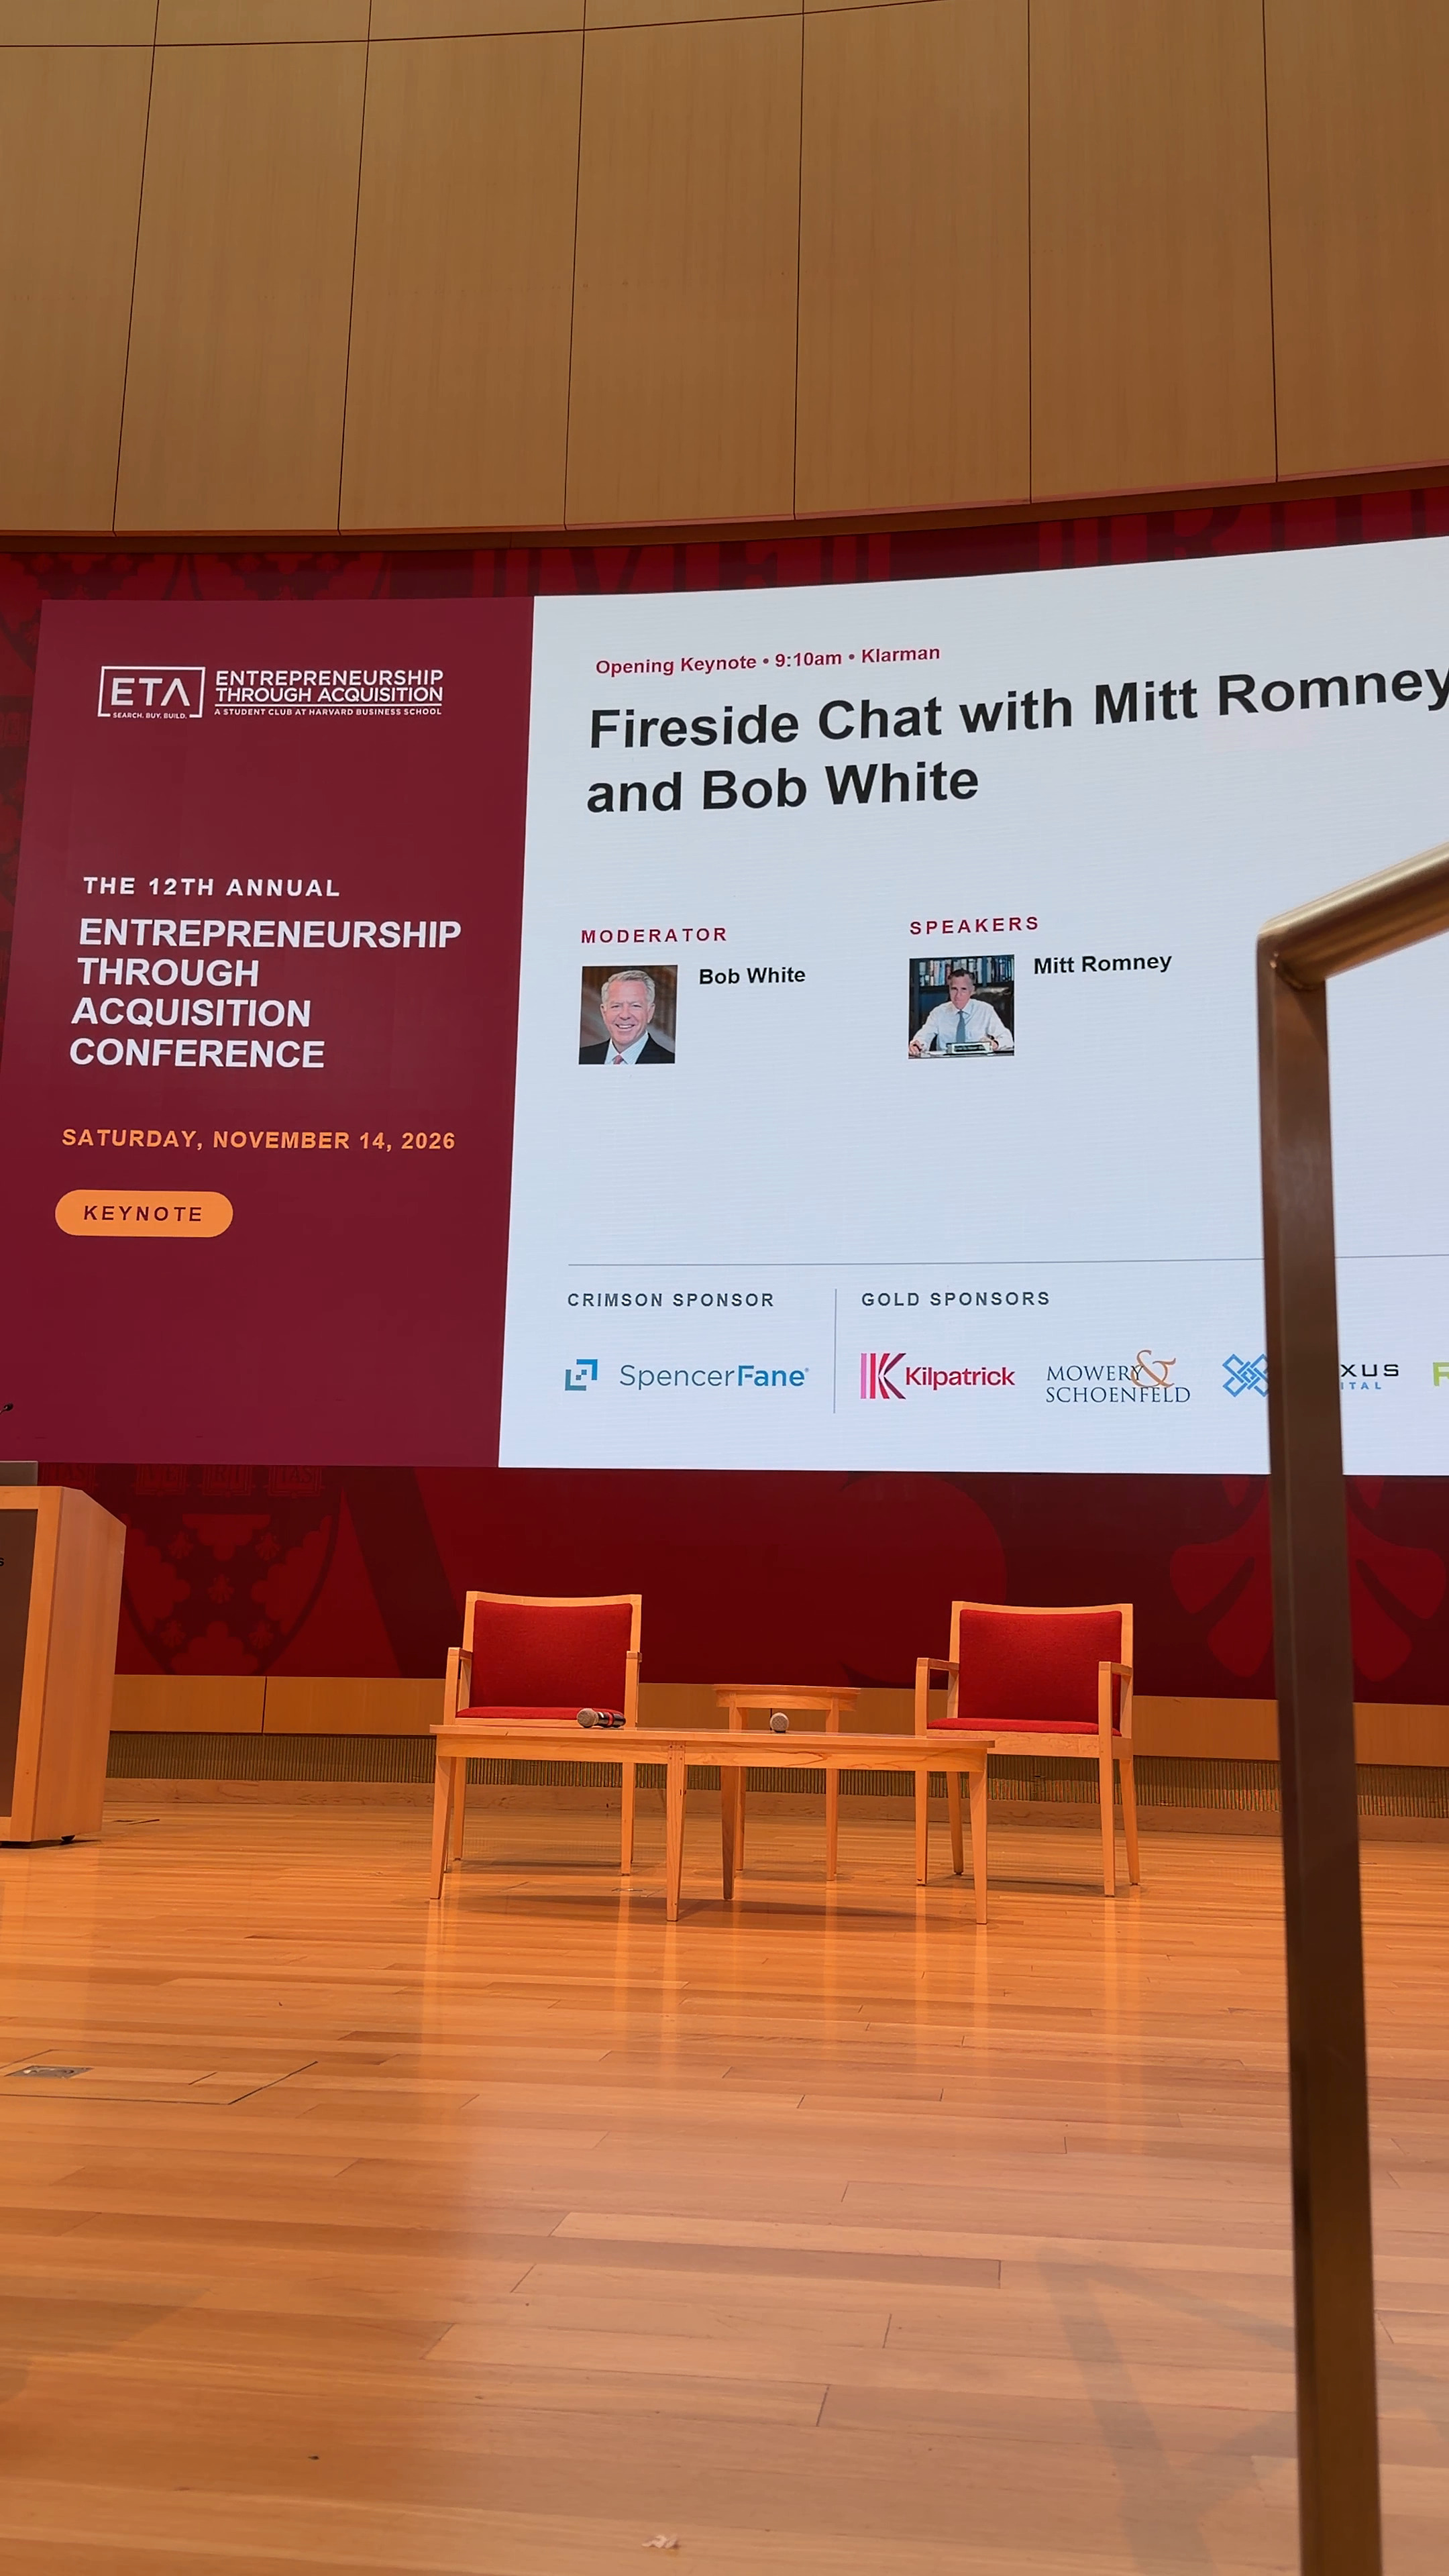 ETA
SEARCH. BUY. BUILD.
ENTREPRENEURSHIP
THROUGH ACQUISITION
A STUDENT CLUB AT HARVARD BUSINESS SCHOOL
THE 12TH ANNUAL
ENTREPRENEURSHIP
THROUGH
ACQUISITION
CONFERENCE
SATURDAY, NOVEMBER 14, 2026
KEYNOTE
Opening Keynote • 9:10am • Klarman
Fireside Chat with Mitt Romney
and Bob White
MODERATOR
Bob White
SPEAKERS
Mitt Romney
CRIMSON SPONSOR
SpencerFane
GOLD SPONSORS
Kilpatrick
MOWERY &
SCHOENFELD